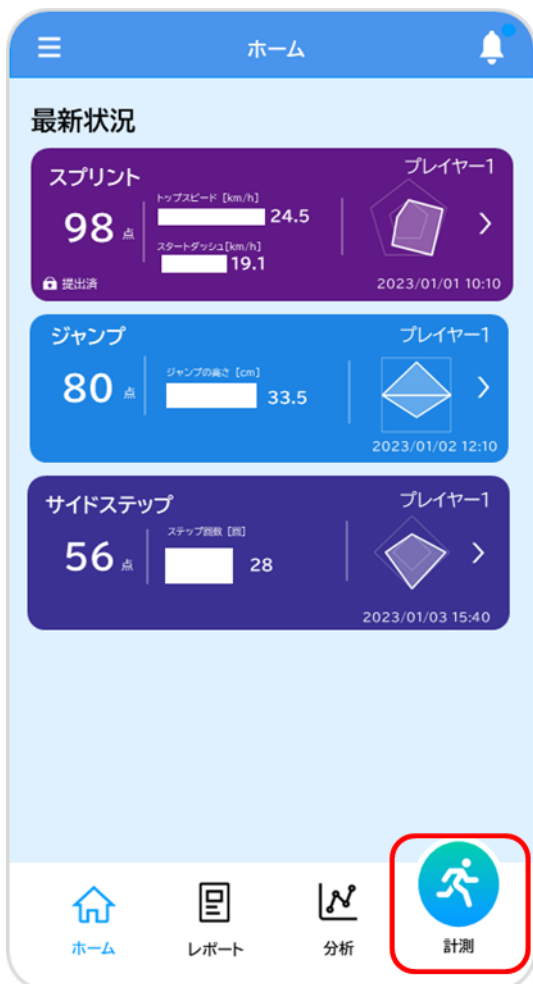 ホーム
最新状況
スプリント
プレイヤー1
98 点
トップスピード [km/h]
24.5
スタートダッシュ[km/h]
19.1
提出済
2023/01/01 10:10
ジャンプ
プレイヤー1
80 点
ジャンプの高さ [cm]
33.5
2023/01/02 12:10
サイドステップ
プレイヤー1
56 点
ステップ回数 [回]
28
2023/01/03 15:40
ホーム
レポート
分析
計測